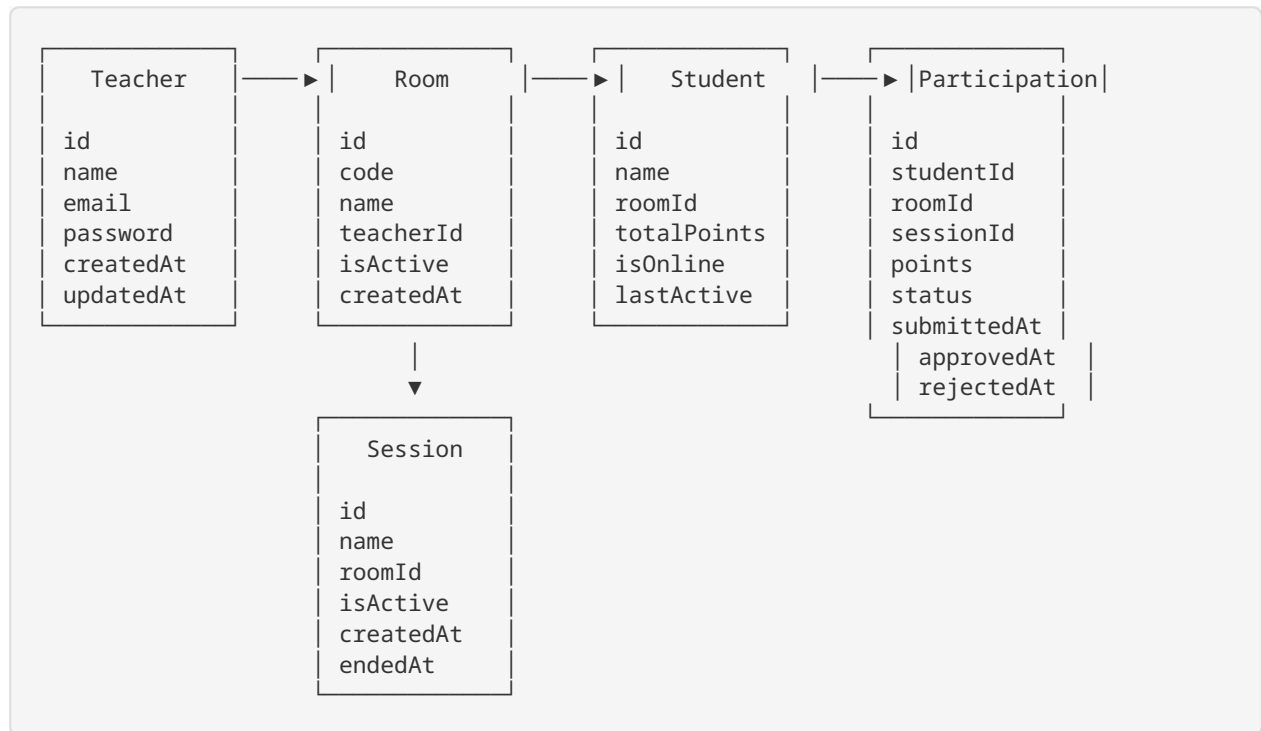 Teacher Room Student Participation
id id id id
name code name studentId
email name roomId roomId
password teacherId totalPoints sessionId
createdAt isActive isOnline points
updatedAt createdAt lastActive status
submittedAt
approvedAt
rejectedAt
Session
id
name
roomId
isActive
createdAt
endedAt